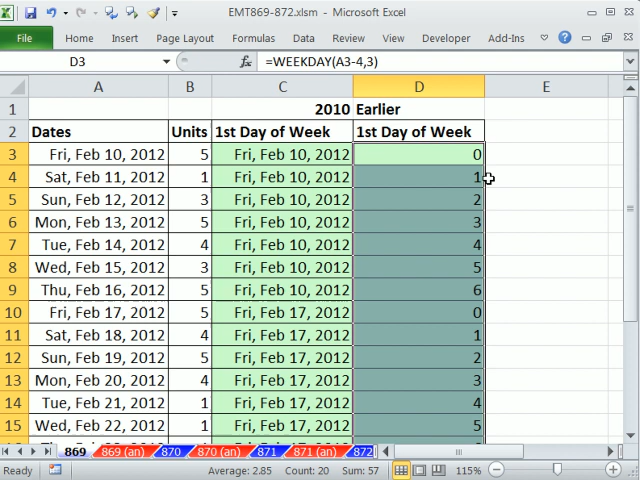 EMT869-872.xlsm - Microsoft Excel
File Home Insert Page Layout Formulas Data Review View Developer Add-Ins
D3 fx =WEEKDAY(A3-4,3)
A B C D E
1 2010 Earlier
2 Dates Units 1st Day of Week 1st Day of Week
3 Fri, Feb 10, 2012 5 Fri, Feb 10, 2012 0
4 Sat, Feb 11, 2012 1 Fri, Feb 10, 2012 1
5 Sun, Feb 12, 2012 3 Fri, Feb 10, 2012 2
6 Mon, Feb 13, 2012 5 Fri, Feb 10, 2012 3
7 Tue, Feb 14, 2012 4 Fri, Feb 10, 2012 4
8 Wed, Feb 15, 2012 3 Fri, Feb 10, 2012 5
9 Thu, Feb 16, 2012 5 Fri, Feb 10, 2012 6
10 Fri, Feb 17, 2012 5 Fri, Feb 17, 2012 0
11 Sat, Feb 18, 2012 4 Fri, Feb 17, 2012 1
12 Sun, Feb 19, 2012 5 Fri, Feb 17, 2012 2
13 Mon, Feb 20, 2012 4 Fri, Feb 17, 2012 3
14 Tue, Feb 21, 2012 1 Fri, Feb 17, 2012 4
15 Wed, Feb 22, 2012 1 Fri, Feb 17, 2012 5
869 869 (an) 870 870 (an) 871 871 (an) 872
Ready Average: 2.85 Count: 20 Sum: 57 115%